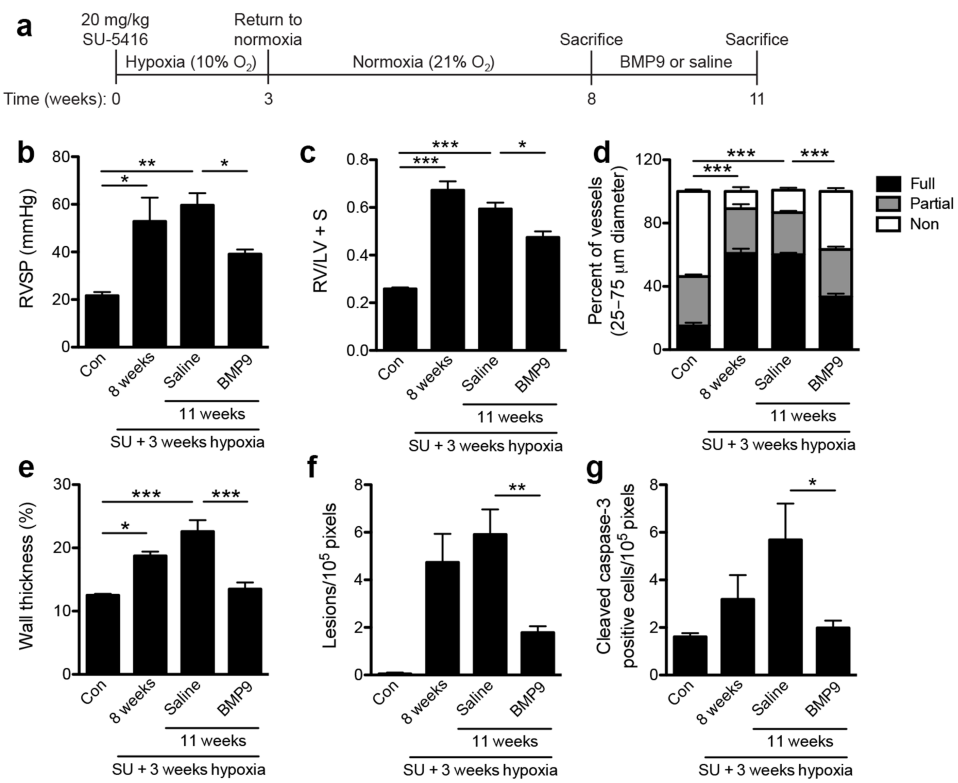 a
20 mg/kg
SU-5416
Return to
normoxia
Sacrifice
Sacrifice
Hypoxia (10% O₂)
Normoxia (21% O₂)
BMP9 or saline
Time (weeks): 0
3
8
11
b
RVSP (mmHg)
80
60
40
20
0
**
*
*
Con
8 weeks
Saline
BMP9
11 weeks
SU + 3 weeks hypoxia
c
RV/LV + S
0.8
0.6
0.4
0.2
0.0
***
***
*
Con
8 weeks
Saline
BMP9
11 weeks
SU + 3 weeks hypoxia
d
Percent of vessels
(25–75 μm diameter)
120
80
40
0
***
***
***
Full
Partial
Non
Con
8 weeks
Saline
BMP9
11 weeks
SU + 3 weeks hypoxia
e
Wall thickness (%)
30
20
10
0
***
***
*
Con
8 weeks
Saline
BMP9
11 weeks
SU + 3 weeks hypoxia
f
Lesions/10⁵ pixels
8
6
4
2
0
**
Con
8 weeks
Saline
BMP9
11 weeks
SU + 3 weeks hypoxia
g
Cleaved caspase-3
positive cells/10⁵ pixels
8
6
4
2
0
*
Con
8 weeks
Saline
BMP9
11 weeks
SU + 3 weeks hypoxia